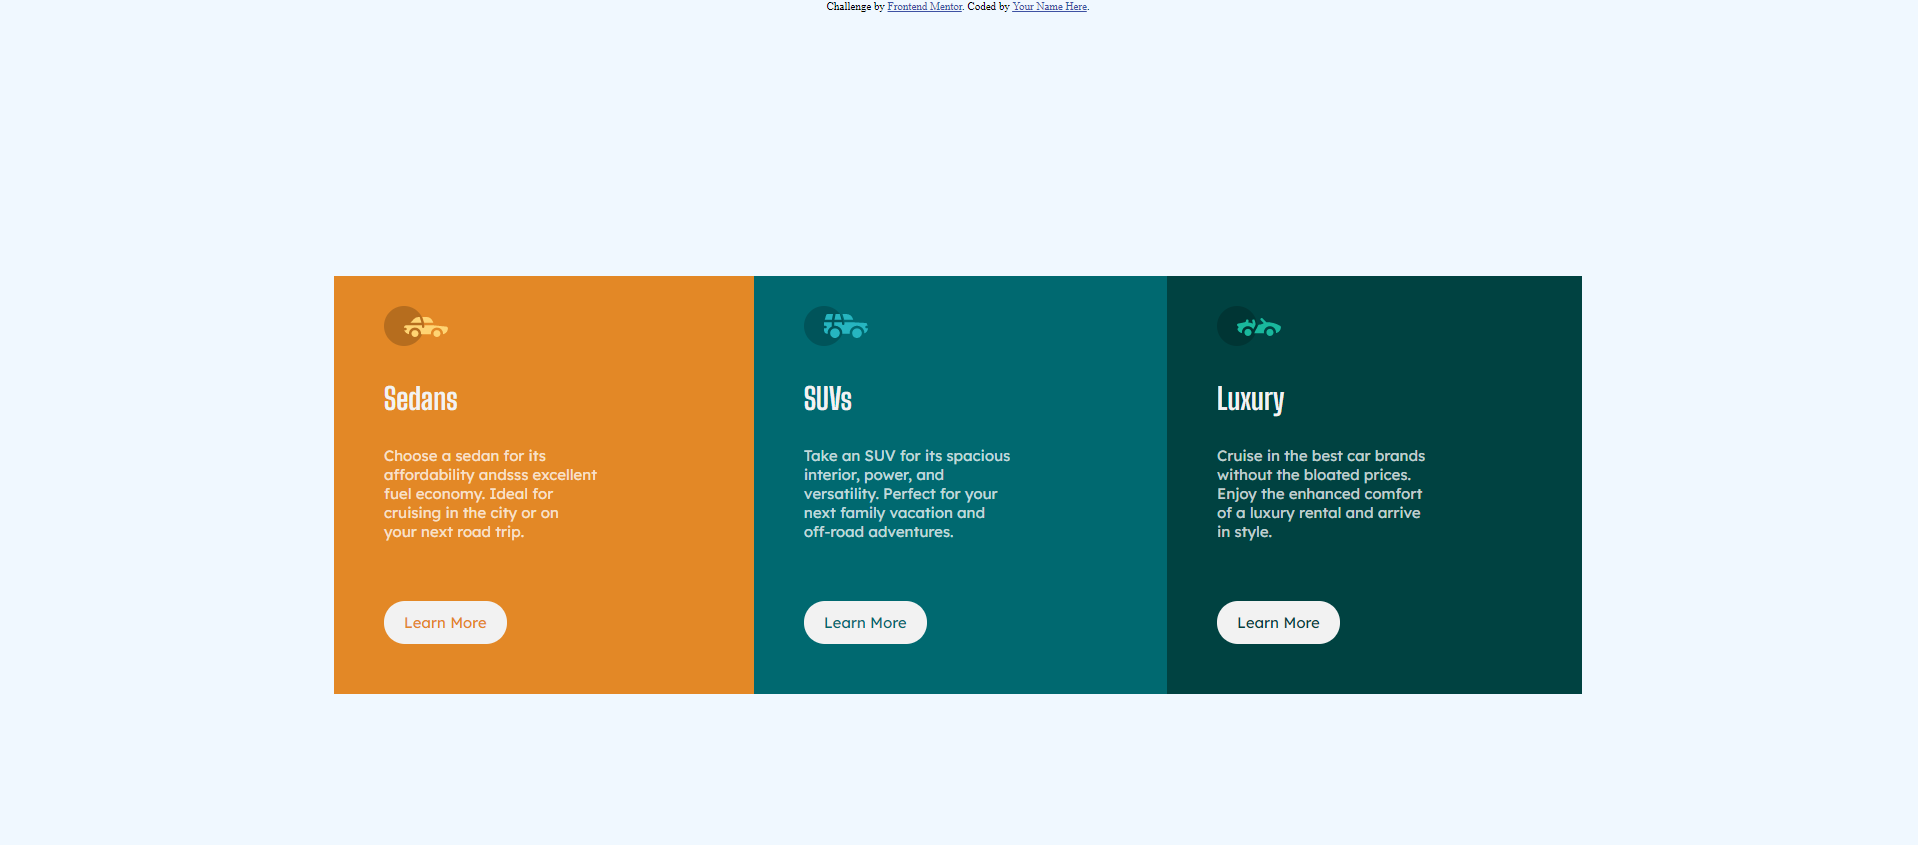 Challenge by Frontend Mentor. Coded by Your Name Here.
Sedans
Choose a sedan for its
affordability andsss excellent
fuel economy. Ideal for
cruising in the city or on
your next road trip.
Learn More
SUVs
Take an SUV for its spacious
interior, power, and
versatility. Perfect for your
next family vacation and
off-road adventures.
Learn More
Luxury
Cruise in the best car brands
without the bloated prices.
Enjoy the enhanced comfort
of a luxury rental and arrive
in style.
Learn More